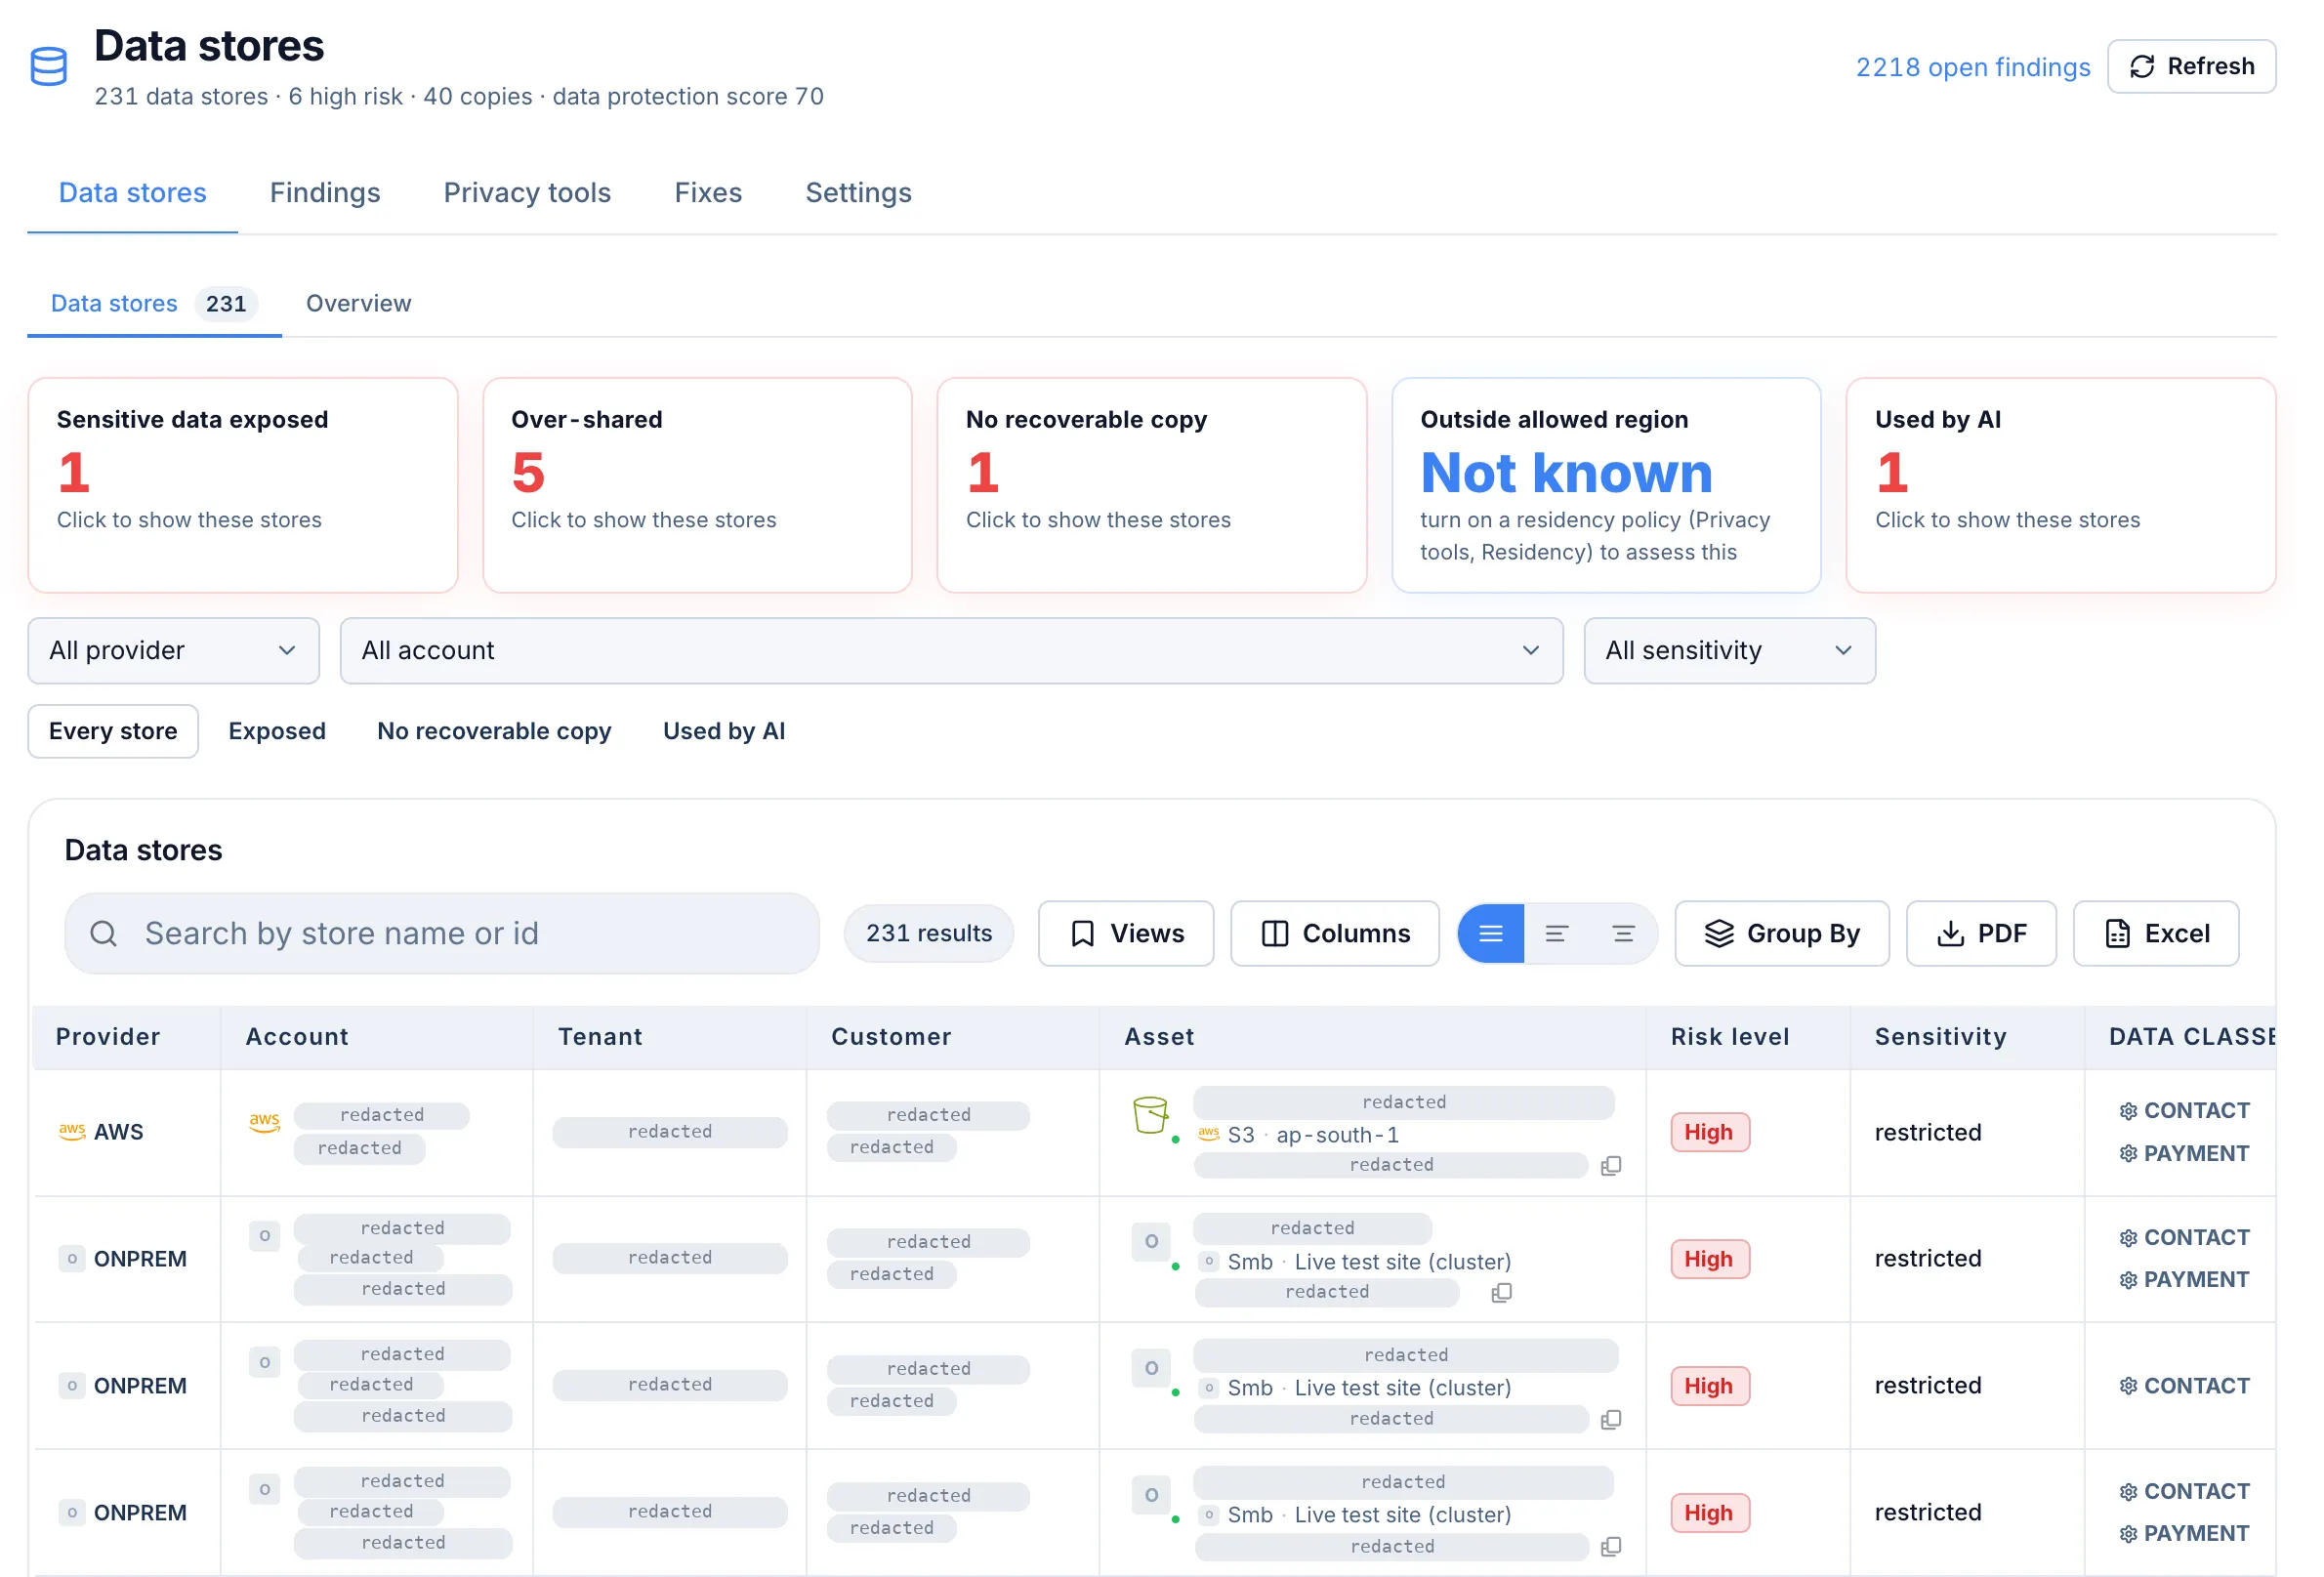 Data stores
231 data stores · 6 high risk · 40 copies · data protection score 70
2218 open findings
Refresh
Data stores
Findings
Privacy tools
Fixes
Settings
Data stores 231
Overview
Sensitive data exposed
1
Click to show these stores
Over-shared
5
Click to show these stores
No recoverable copy
1
Click to show these stores
Outside allowed region
Not known
turn on a residency policy (Privacy
tools, Residency) to assess this
Used by AI
1
Click to show these stores
All provider
All account
All sensitivity
Every store
Exposed
No recoverable copy
Used by AI
Data stores
Search by store name or id
231 results
Views
Columns
Group By
PDF
Excel
Provider
Account
Tenant
Customer
Asset
Risk level
Sensitivity
DATA CLASSE
aws AWS
aws
redacted
redacted
redacted
redacted
redacted
redacted
aws S3 · ap-south-1
redacted
High
restricted
CONTACT
PAYMENT
O ONPREM
O
redacted
redacted
redacted
redacted
redacted
redacted
O
redacted
O Smb · Live test site (cluster)
redacted
High
restricted
CONTACT
PAYMENT
O ONPREM
O
redacted
redacted
redacted
redacted
redacted
redacted
O
redacted
O Smb · Live test site (cluster)
redacted
High
restricted
CONTACT
O ONPREM
O
redacted
redacted
redacted
redacted
redacted
redacted
O
redacted
O Smb · Live test site (cluster)
redacted
High
restricted
CONTACT
PAYMENT